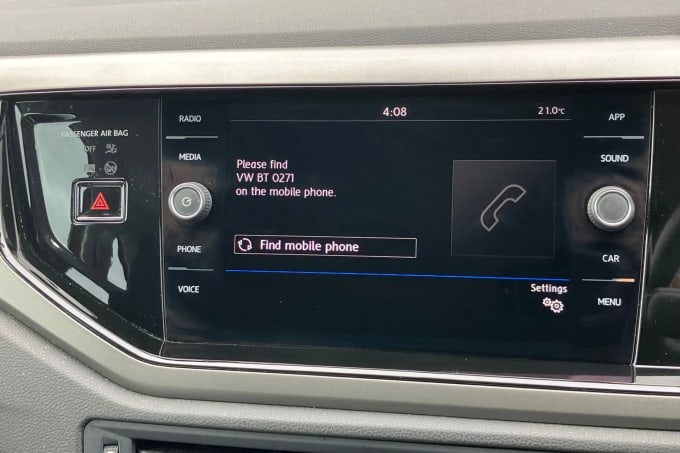 RADIO
4:08
21.0°C
APP
PASSENGER AIR BAG
OFF
MEDIA
Please find
VW BT 0271
on the mobile phone.
SOUND
PHONE
Find mobile phone
CAR
VOICE
Settings
MENU